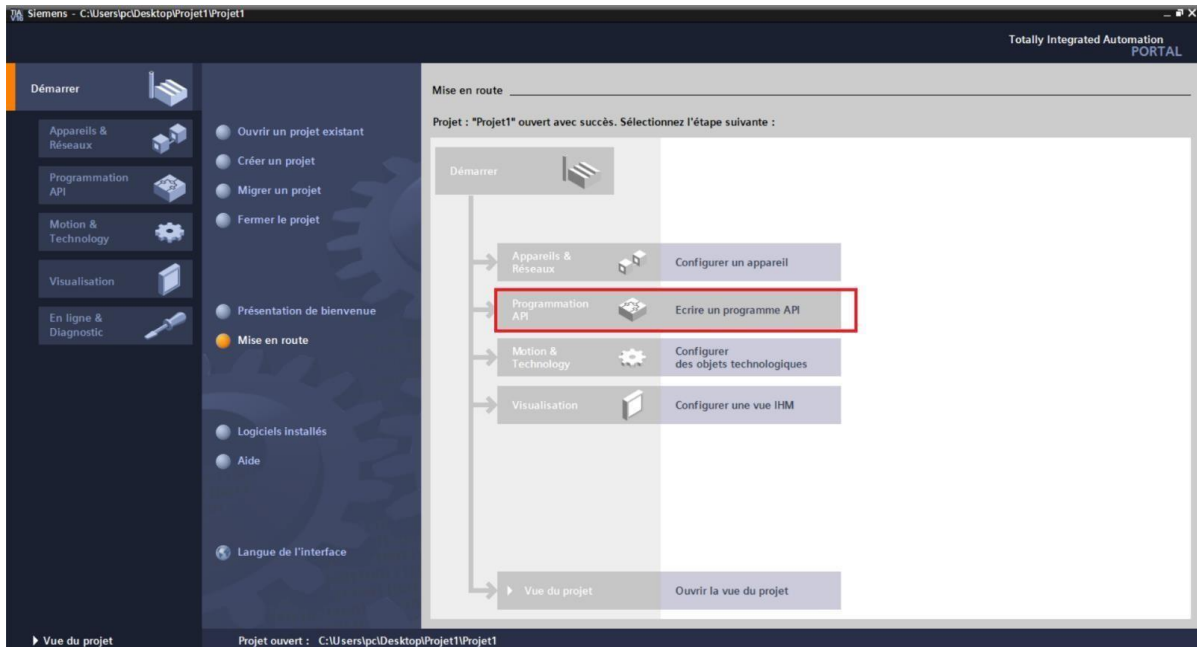 Siemens - C:\Users\pc\Desktop\Projet1\Projet1
Totally Integrated Automation
PORTAL
Démarrer
Appareils &
Réseaux
Programmation
API
Motion &
Technology
Visualisation
En ligne &
Diagnostic
Ouvrir un projet existant
Créer un projet
Migrer un projet
Fermer le projet
Présentation de bienvenue
Mise en route
Logiciels installés
Aide
Langue de l'interface
Mise en route
Projet : "Projet1" ouvert avec succès. Sélectionnez l'étape suivante :
Démarrer
Appareils &
Réseaux
Configurer un appareil
Programmation
API
Ecrire un programme API
Motion &
Technology
Configurer
des objets technologiques
Visualisation
Configurer une vue IHM
Vue du projet
Ouvrir la vue du projet
Vue du projet
Projet ouvert : C:\Users\pc\Desktop\Projet1\Projet1